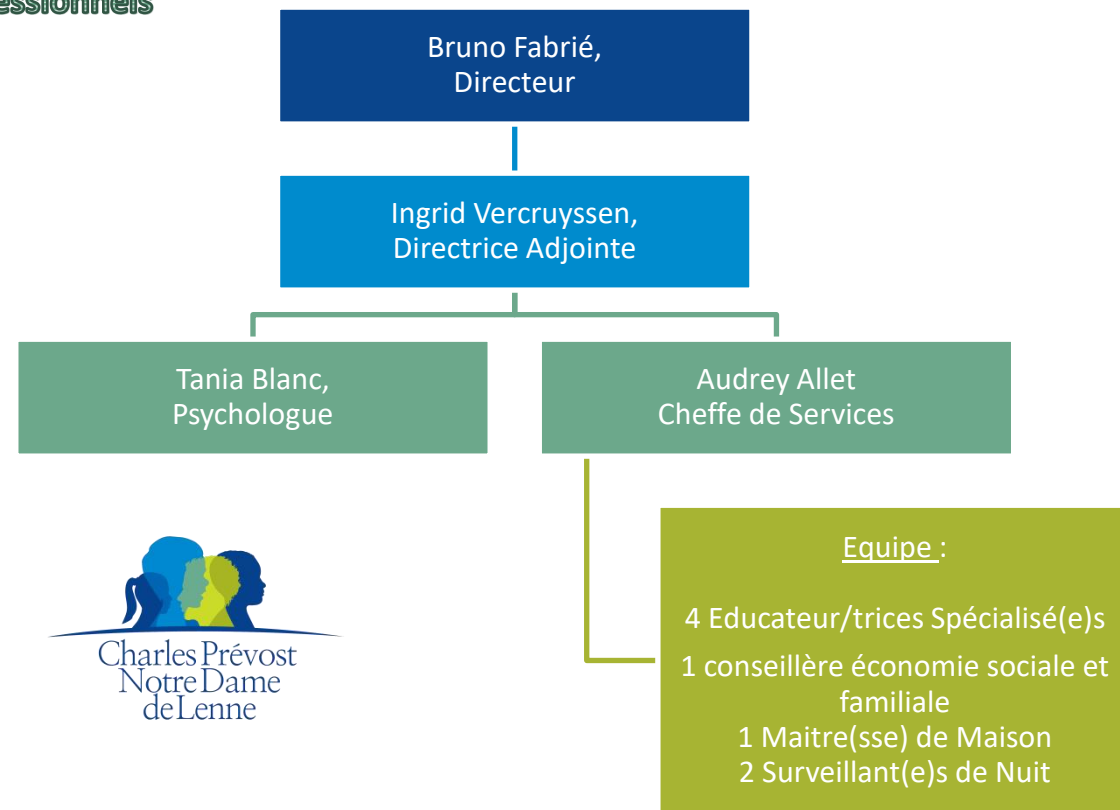 Bruno Fabrié,
Directeur
Ingrid Vercruyssen,
Directrice Adjointe
Tania Blanc,
Psychologue
Audrey Allet
Cheffe de Services
Equipe :
4 Educateur/trices Spécialisé(e)s
1 conseillère économie sociale et
familiale
1 Maitre(sse) de Maison
2 Surveillant(e)s de Nuit
Charles Prévost
Notre Dame
de Lenne